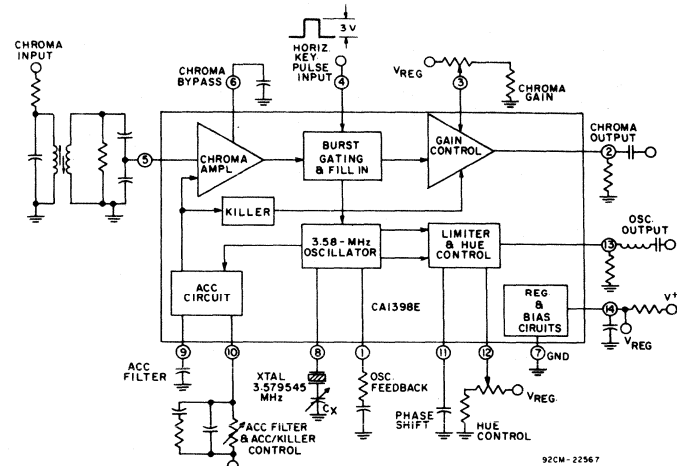 CHROMA
INPUT
3 V
HORIZ.
KEY
PULSE
INPUT
CHROMA
BYPASS
6
4
VREG
3
CHROMA
GAIN
5
CHROMA
AMPL
BURST
GATING
& FILL IN
GAIN
CONTROL
CHROMA
OUTPUT
2
KILLER
3.58-MHz
OSCILLATOR
LIMITER
& HUE
CONTROL
OSC.
OUTPUT
13
ACC
CIRCUIT
CA1398E
REG.
&
BIAS
CIRUITS
14
V+
VREG
9
10
8
1
11
12
7
GND
ACC
FILTER
XTAL
3.579545
MHz
CX
OSC.
FEEDBACK
PHASE
SHIFT
VREG.
HUE
CONTROL
ACC FILTER
& ACC/KILLER
CONTROL
92CM-22567